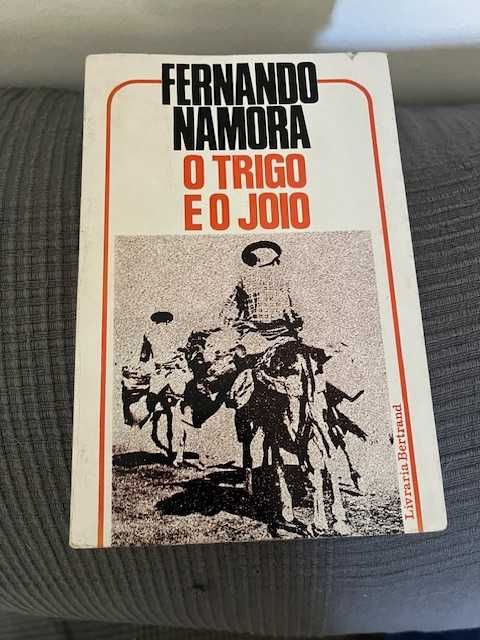 FERNANDO
NAMORA
O TRIGO
E O JOIO
Livraria Bertrand